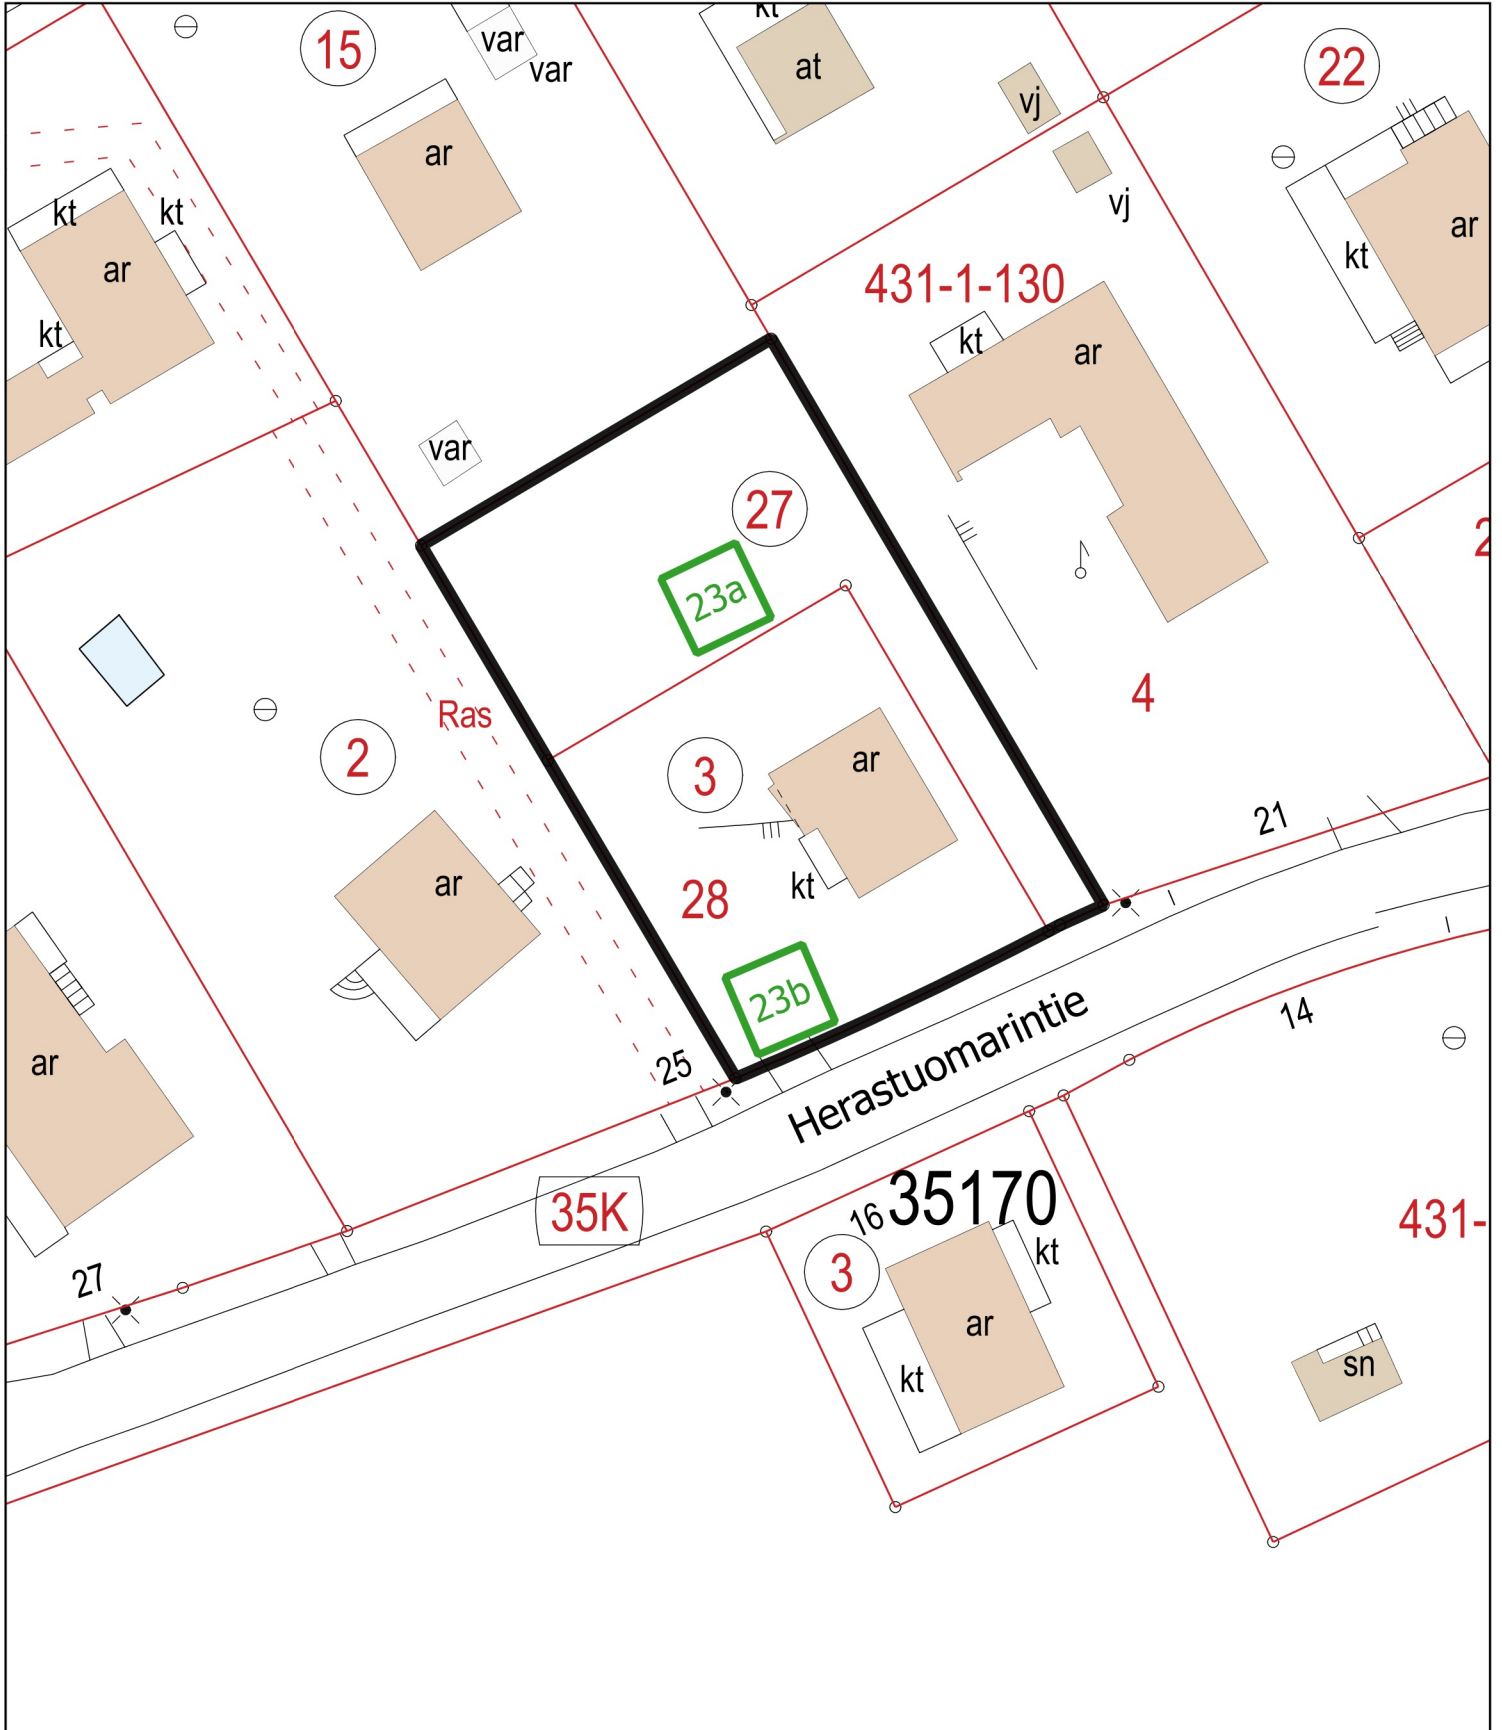 kt
15
var
var
at
22
vj
ar
vj
kt
kt
ar
ar
kt
431-1-130
kt
kt
ar
var
27
2
23a
Ras
4
2
3
ar
21
ar
kt
28
23b
14
25
ar
Herastuomarintie
35170
35K
16
431-
kt
3
27
ar
sn
kt